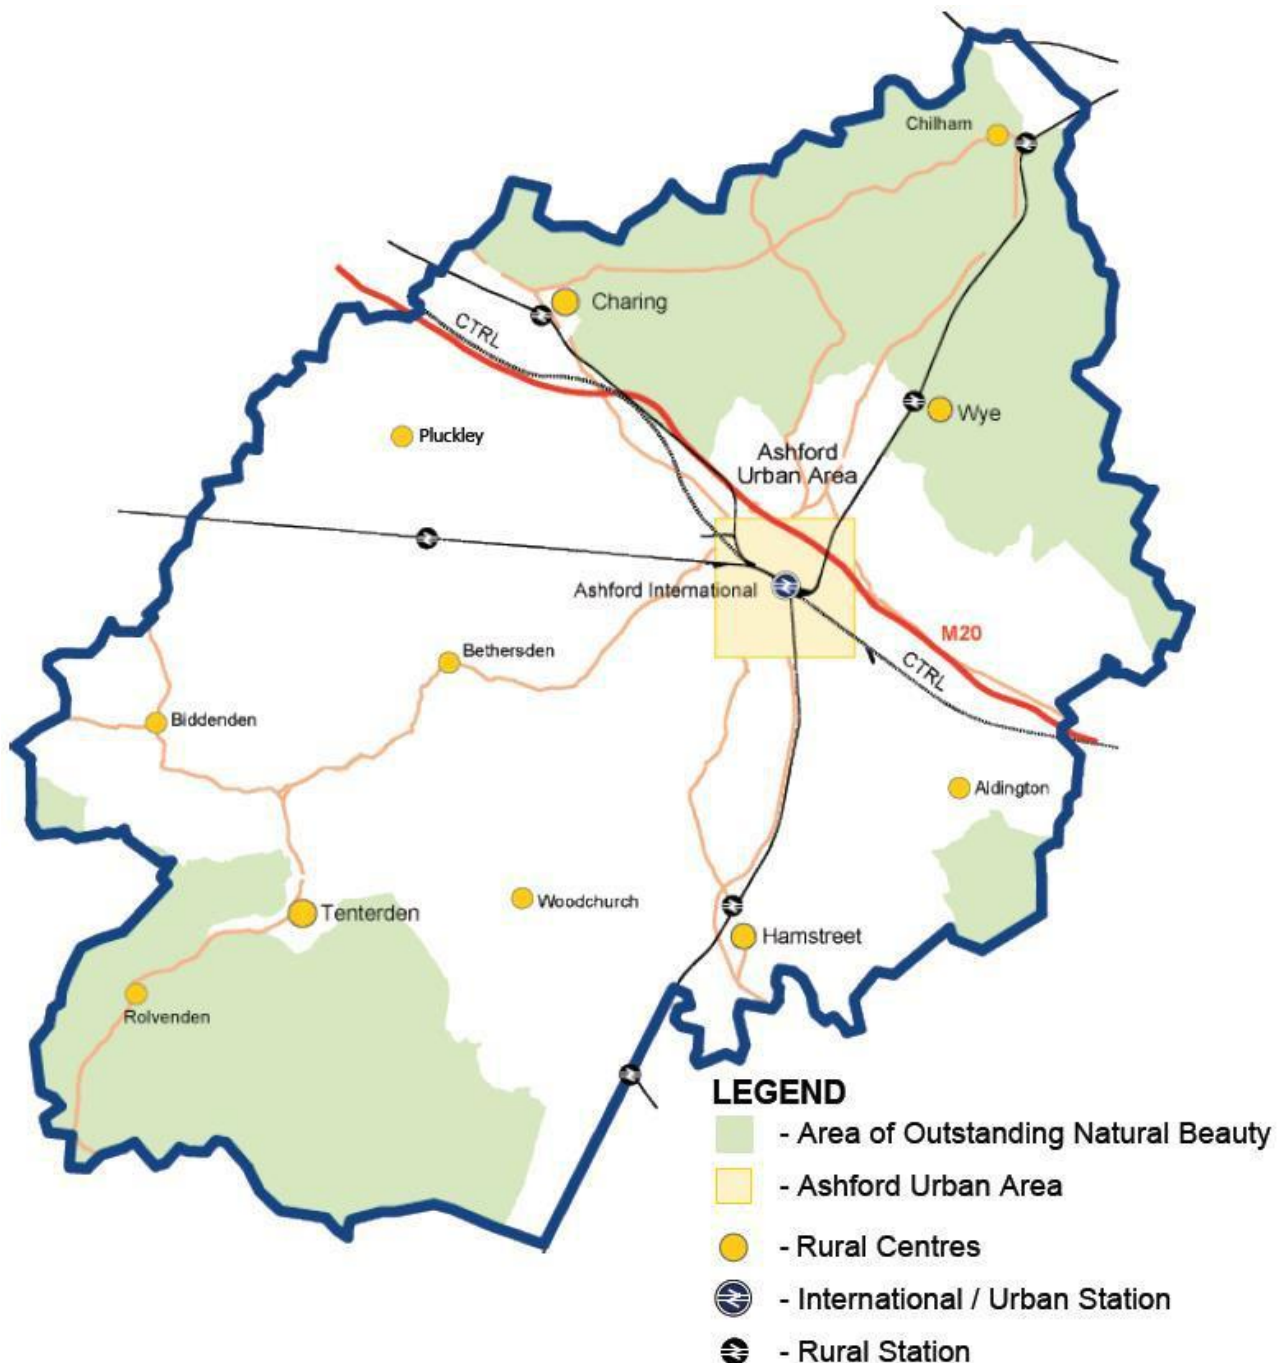 Chilham
Charing
CTRL
Wye
Pluckley
Ashford
Urban Area
Ashford International
M20
CTRL
Bethersden
Biddenden
Aldington
Woodchurch
Tenterden
Hamstreet
Rolvenden
LEGEND
- Area of Outstanding Natural Beauty
- Ashford Urban Area
- Rural Centres
- International / Urban Station
- Rural Station